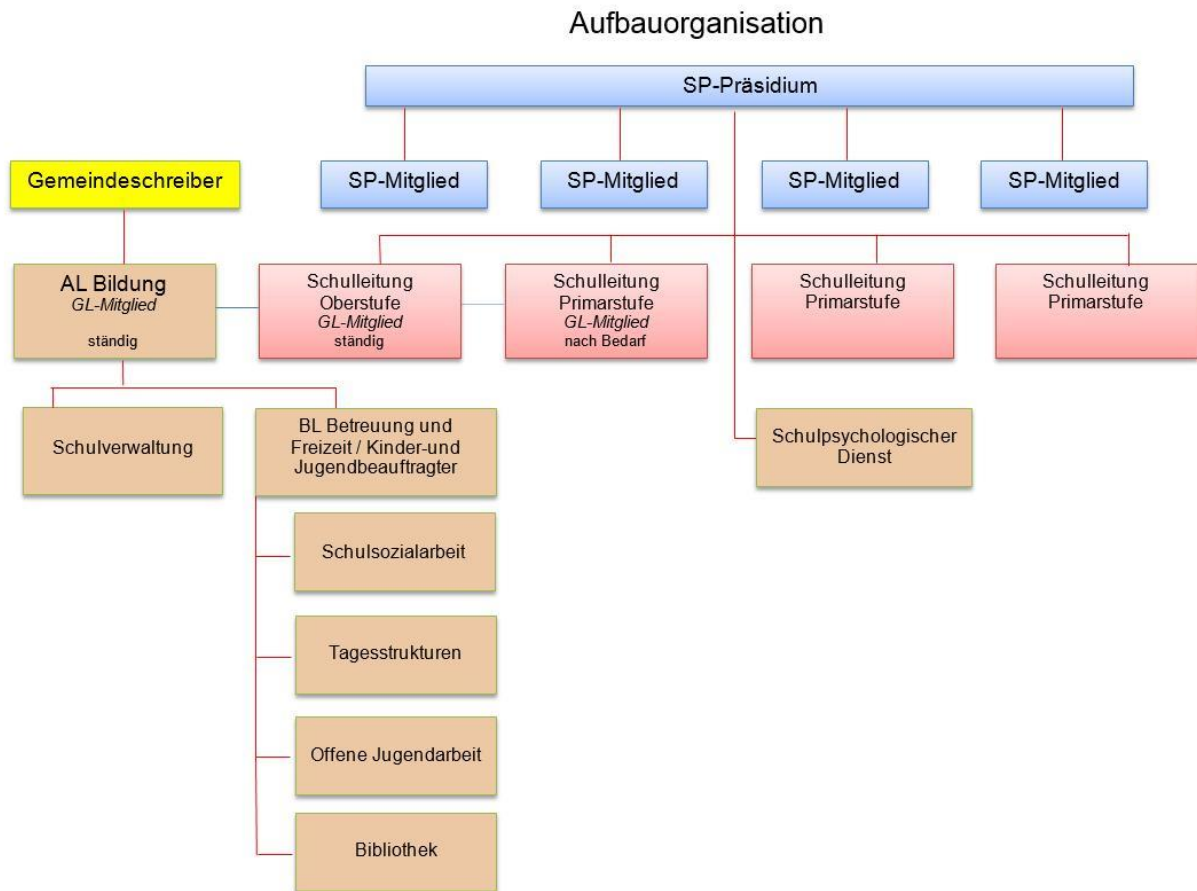 Aufbauorganisation
SP-Präsidium
Gemeindeschreiber
SP-Mitglied
SP-Mitglied
SP-Mitglied
SP-Mitglied
AL Bildung
GL-Mitglied
ständig
Schulleitung
Oberstufe
GL-Mitglied
ständig
Schulleitung
Primarstufe
GL-Mitglied
nach Bedarf
Schulleitung
Primarstufe
Schulleitung
Primarstufe
Schulverwaltung
BL Betreuung und
Freizeit / Kinder-und
Jugendbeauftragter
Schulpsychologischer
Dienst
Schulsozialarbeit
Tagesstrukturen
Offene Jugendarbeit
Bibliothek